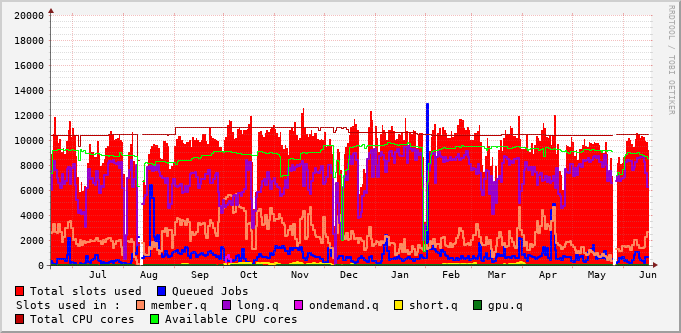 20000
18000
16000
14000
12000
10000
8000
6000
4000
2000
0
Jul Aug Sep Oct Nov Dec Jan Feb Mar Apr May Jun
RRDTOOL / TOBI OETIKER
Total slots used Queued Jobs
Slots used in : member.q long.q ondemand.q short.q gpu.q
Total CPU cores Available CPU cores